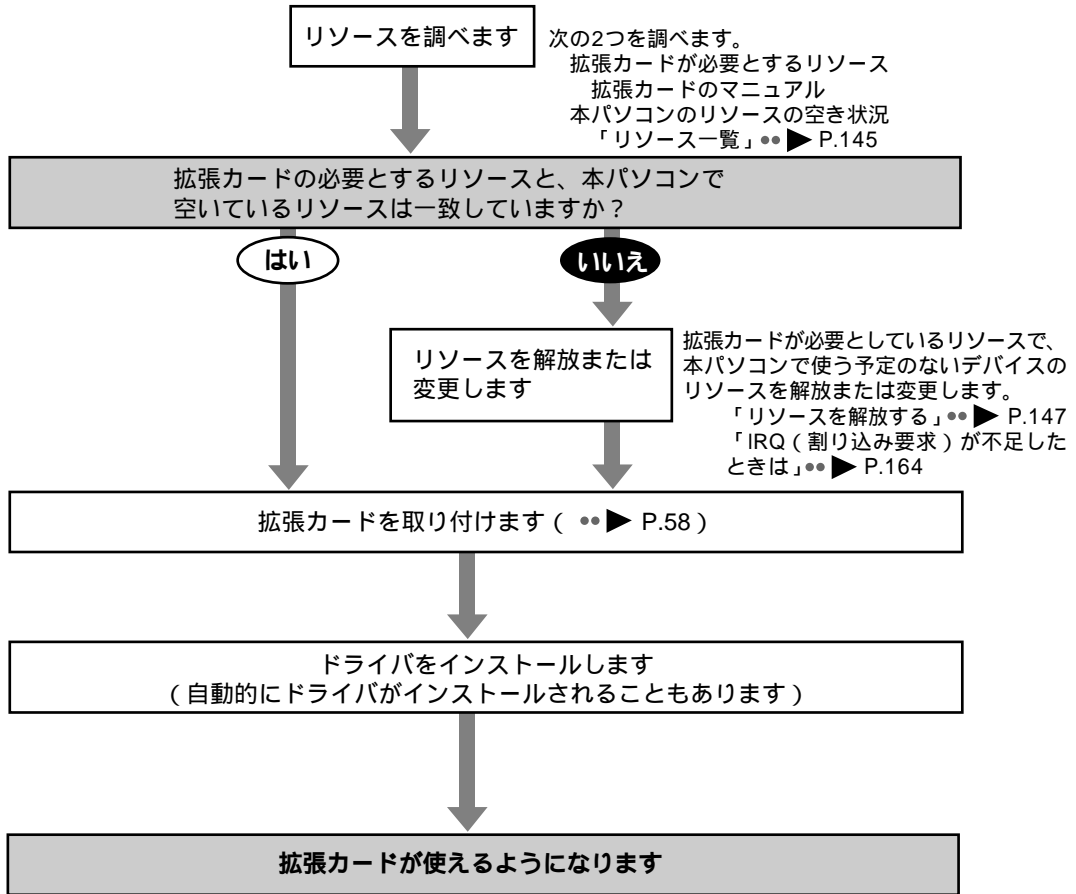 リソースを調べます
次の2つを調べます。
拡張カードが必要とするリソース
拡張カードのマニュアル
本パソコンのリソースの空き状況
「リソース一覧」●●▶ P.145
拡張カードの必要とするリソースと、本パソコンで
空いているリソースは一致していますか？
はい
いいえ
リソースを解放または
変更します
拡張カードが必要としているリソースで、
本パソコンで使う予定のないデバイスの
リソースを解放または変更します。
「リソースを解放する」●●▶ P.147
「IRQ（割り込み要求）が不足した
ときは」●●▶ P.164
拡張カードを取り付けます（ ●●▶ P.58）
ドライバをインストールします
（自動的にドライバがインストールされることもあります）
拡張カードが使えるようになります